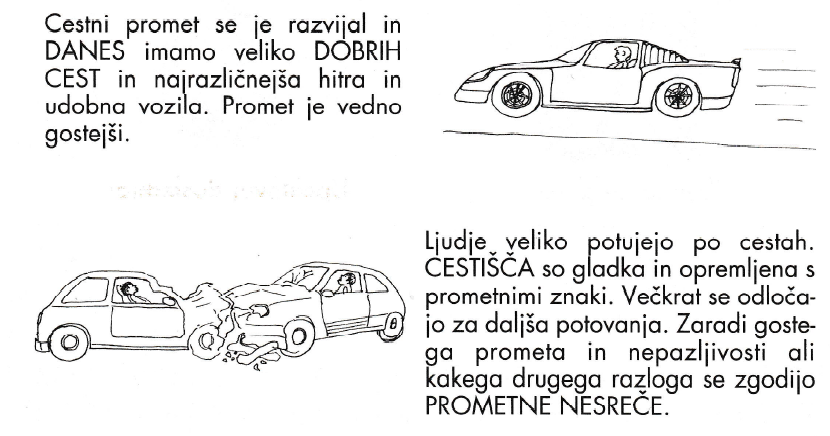 Cestni promet se je razvijal in
DANES imamo veliko DOBRIH
CEST in najrazličnejša hitra in
udobna vozila. Promet je vedno
gostejši.
Ljudje veliko potujejo po cestah.
CESTIŠČA so gladka in opremljena s
prometnimi znaki. Večkrat se odloča-
jo za daljša potovanja. Zaradi goste-
ga prometa in nepazljivosti ali
kakega drugega razloga se zgodijo
PROMETNE NESREČE.